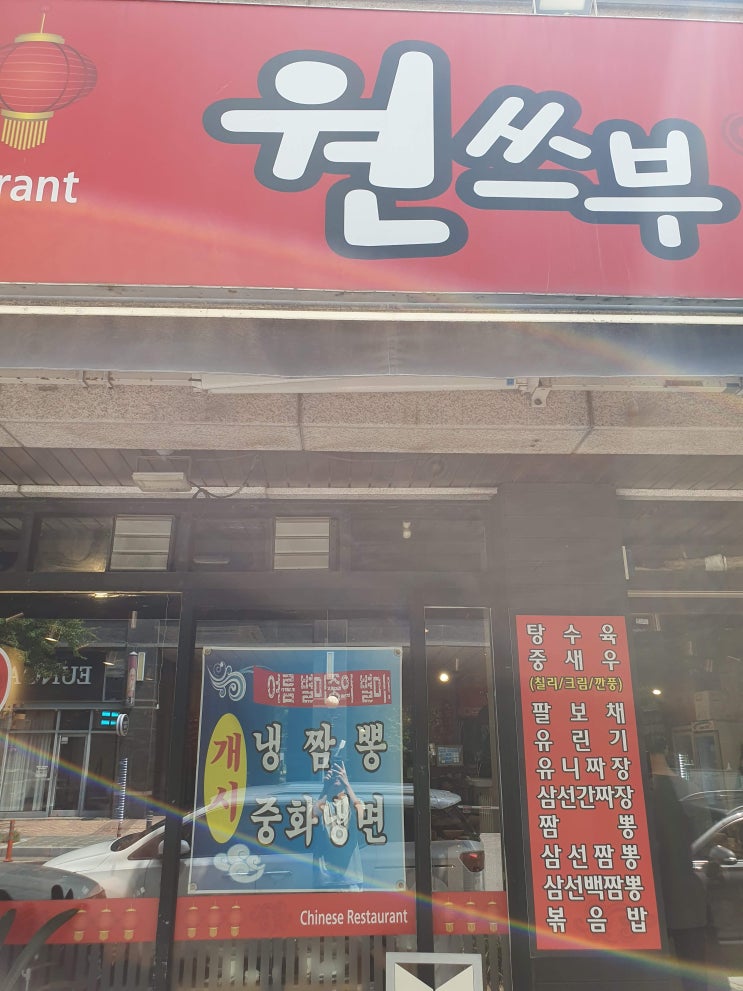 원쓰부
rant
탕수육
중새우
(칠리/크림/깐풍)
팔보채
유린기
유니짜장
삼선간짜장
짬뽕
삼선짬뽕
삼선백짬뽕
볶음밥
여름 별미중의 별미!
개시
냉짬뽕
중화냉면
Chinese Restaurant